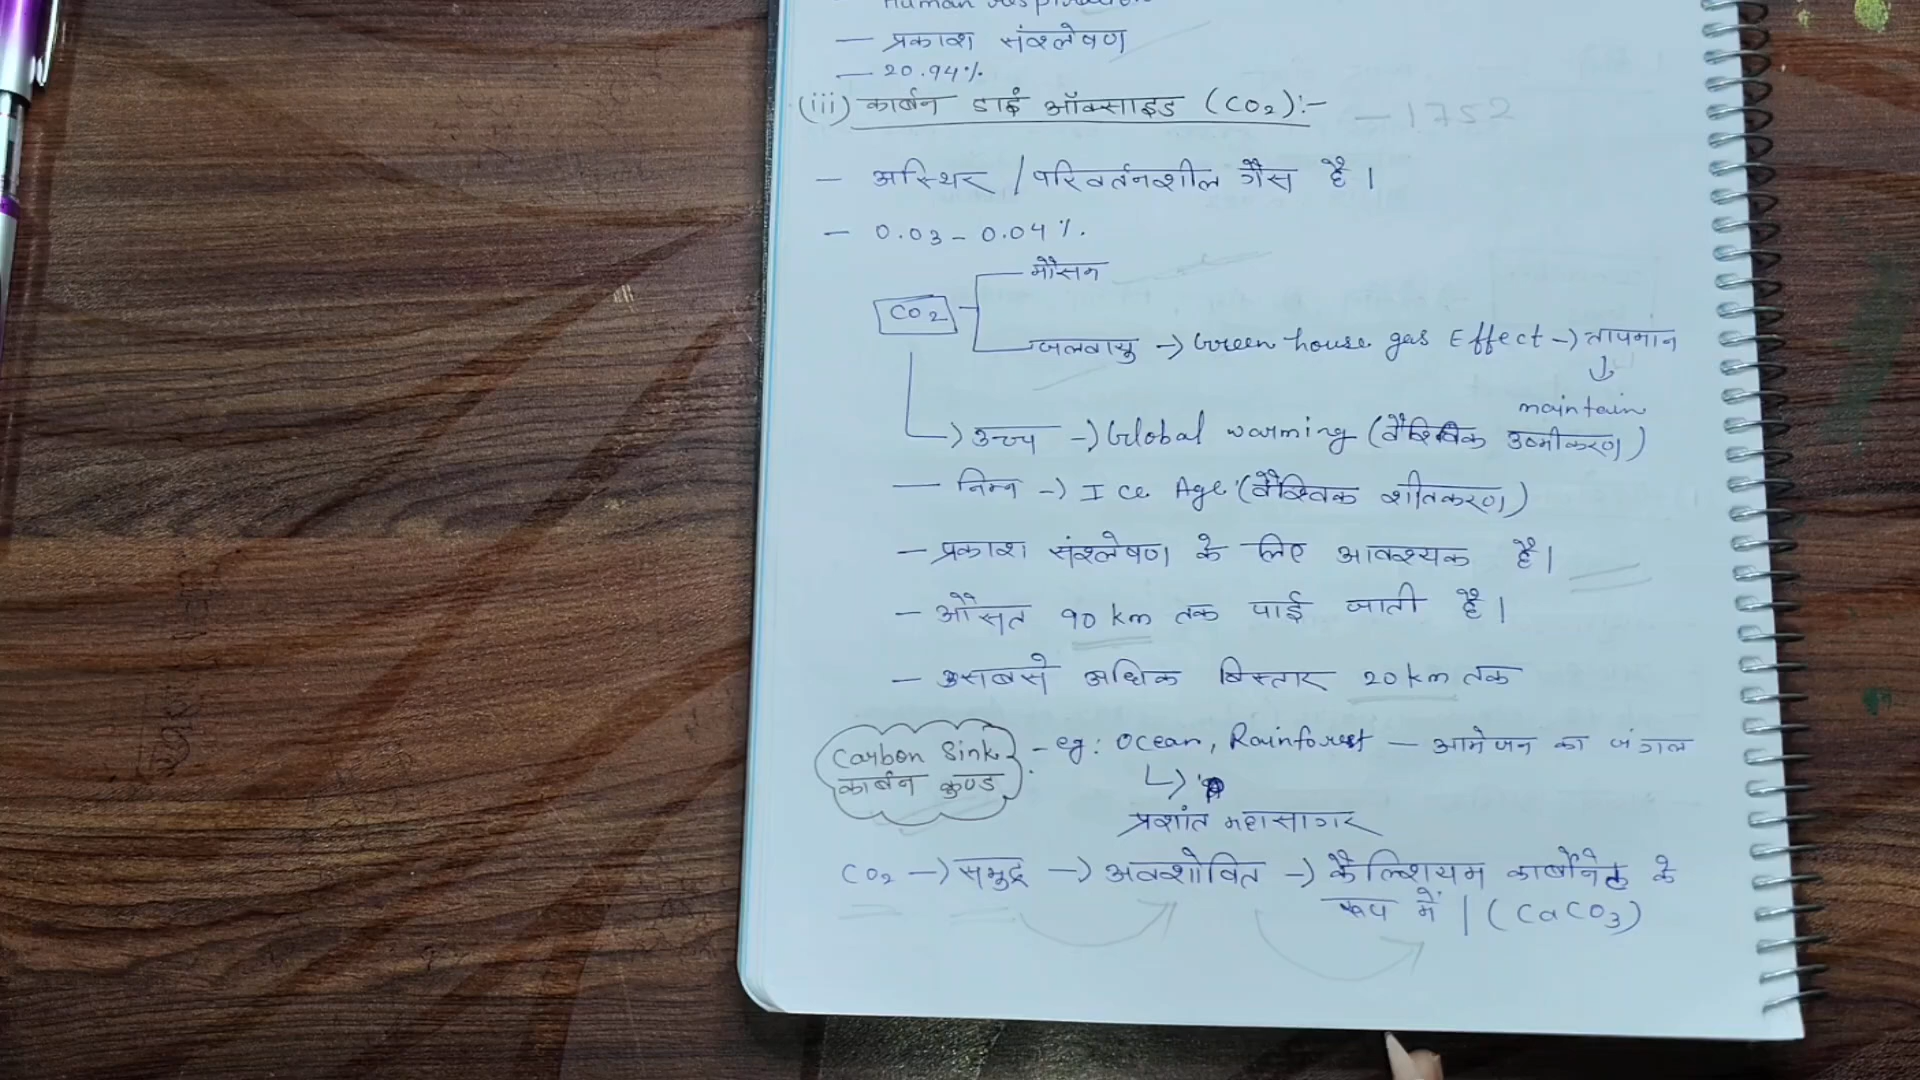 Human respiration
— प्रकाश संश्लेषण
— 20.94%
(iii) कार्बन डाई ऑक्साइड (CO2):-
— 1752
— अस्थिर / परिवर्तनशील गैस है।
— 0.03 - 0.04%.
मौसम
CO2
जलवायु → Green house gas Effect → तापमान
↓
maintain
→ उच्च → Global warming (वैश्विक उष्मीकरण)
— निम्न → Ice Age (वैश्विक शीतकरण)
— प्रकाश संश्लेषण के लिए आवश्यक है।
— औसत 90 km तक पाई जाती है।
— सबसे अधिक विस्तार 20 km तक
Carbon Sink
कार्बन कुण्ड
- eg: Ocean, Rainforest — आमेजन का जंगल
↳
प्रशांत महासागर
CO2 → समुद्र → अवशोषित → कैल्शियम कार्बोनेट के
रूप में | (CaCO3)